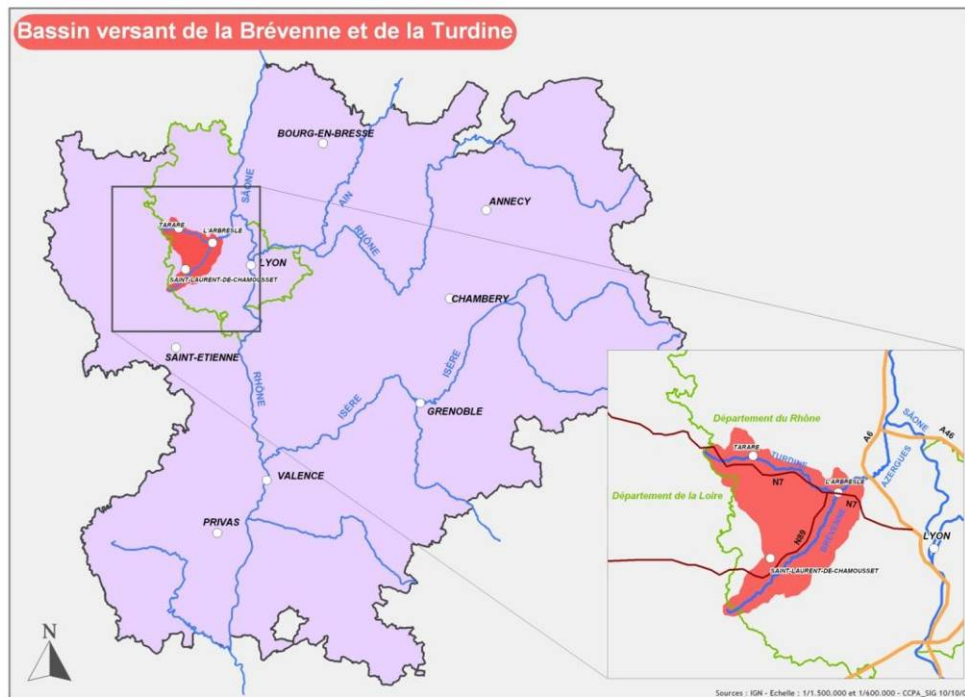 Bassin versant de la Brévenne et de la Turdine
BOURG-EN-BRESSE
SAÔNE
AIN
ANNECY
TARARE
L'ARBRESLE
RHÔNE
LYON
SAINT-LAURENT-DE-CHAMOUSSET
CHAMBERY
SAINT-ETIENNE
RHÔNE
ISÈRE
ISÈRE
GRENOBLE
VALENCE
PRIVAS
N
Département du Rhône
A6
SAÔNE
A46
TARARE
TURDINE
AZERGUES
N7
L'ARBRESLE
Département de la Loire
N7
BRÉVENNE
N89
LYON
SAINT-LAURENT-DE-CHAMOUSSET
Sources : IGN - Echelle : 1/1.500.000 et 1/600.000 - CCPA_SIG 10/10/0